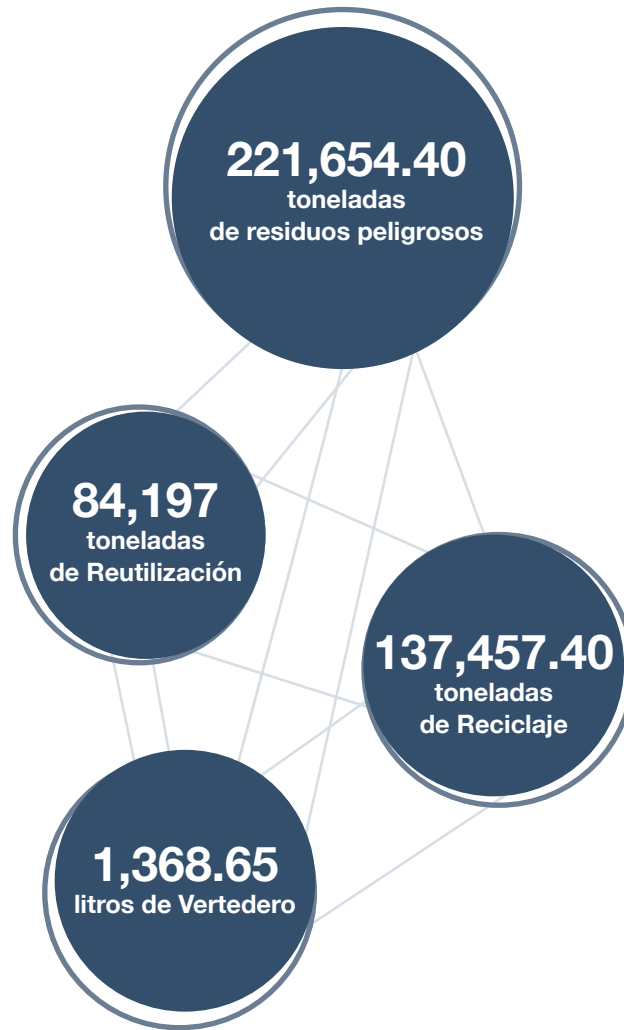 221,654.40
toneladas
de residuos peligrosos
84,197
toneladas
de Reutilización
137,457.40
toneladas
de Reciclaje
1,368.65
litros de Vertedero